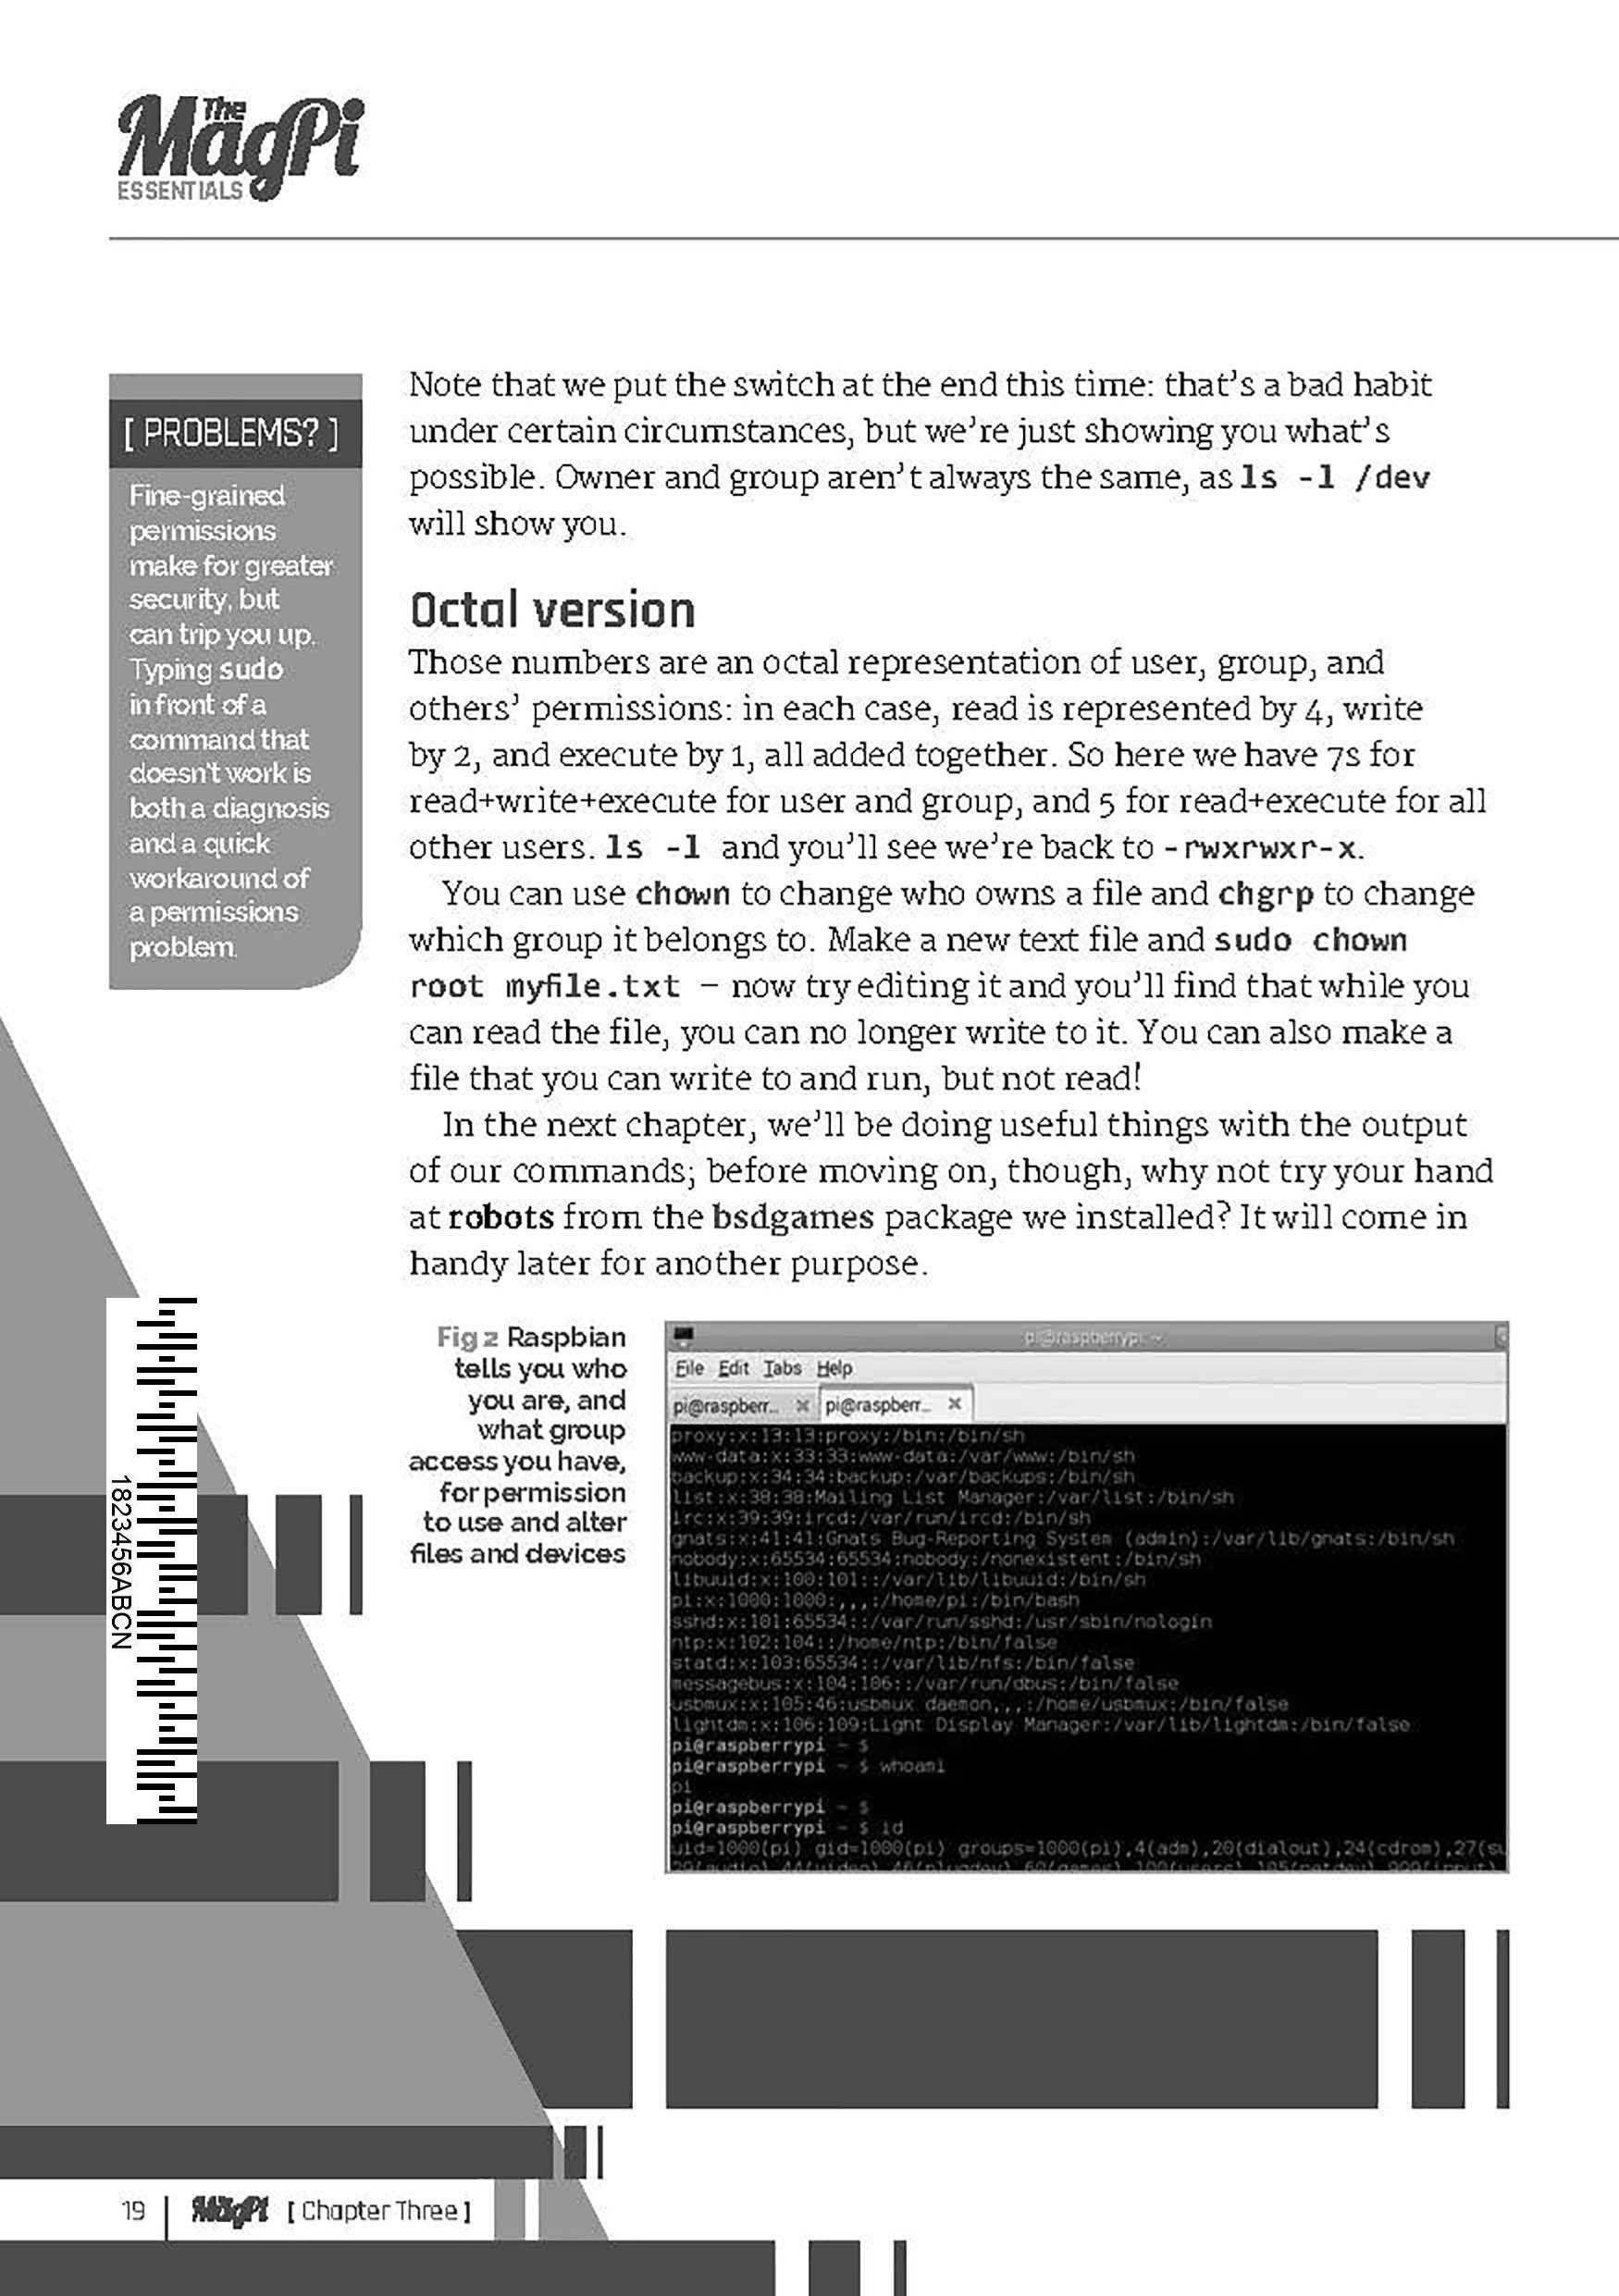 The
MagPi
ESSENTIALS
[ PROBLEMS? ]
Fine-grained
permissions
make for greater
security, but
can trip you up.
Typing sudo
in front of a
command that
doesn't work is
both a diagnosis
and a quick
workaround of
a permissions
problem.
Note that we put the switch at the end this time: that's a bad habit
under certain circumstances, but we're just showing you what's
possible. Owner and group aren't always the same, as ls -l /dev
will show you.
Octal version
Those numbers are an octal representation of user, group, and
others' permissions: in each case, read is represented by 4, write
by 2, and execute by 1, all added together. So here we have 7s for
read+write+execute for user and group, and 5 for read+execute for all
other users. ls -l and you'll see we're back to -rwxrwxr-x.
You can use chown to change who owns a file and chgrp to change
which group it belongs to. Make a new text file and sudo chown
root myfile.txt – now try editing it and you'll find that while you
can read the file, you can no longer write to it. You can also make a
file that you can write to and run, but not read!
In the next chapter, we'll be doing useful things with the output
of our commands; before moving on, though, why not try your hand
at robots from the bsdgames package we installed? It will come in
handy later for another purpose.
Fig 2 Raspbian
tells you who
you are, and
what group
access you have,
for permission
to use and alter
files and devices
pi@raspberrypi: ~
File Edit Tabs Help
pi@raspberr... × pi@raspberr... ×
proxy:x:13:13:proxy:/bin:/bin/sh
www-data:x:33:33:www-data:/var/www:/bin/sh
backup:x:34:34:backup:/var/backups:/bin/sh
list:x:38:38:Mailing List Manager:/var/list:/bin/sh
irc:x:39:39:ircd:/var/run/ircd:/bin/sh
gnats:x:41:41:Gnats Bug-Reporting System (admin):/var/lib/gnats:/bin/sh
nobody:x:65534:65534:nobody:/nonexistent:/bin/sh
libuuid:x:100:101::/var/lib/libuuid:/bin/sh
pi:x:1000:1000:,,,:/home/pi:/bin/bash
sshd:x:101:65534::/var/run/sshd:/usr/sbin/nologin
ntp:x:102:104::/home/ntp:/bin/false
statd:x:103:65534::/var/lib/nfs:/bin/false
messagebus:x:104:106::/var/run/dbus:/bin/false
usbmux:x:105:46:usbmux daemon,,,:/home/usbmux:/bin/false
lightdm:x:106:109:Light Display Manager:/var/lib/lightdm:/bin/false
pi@raspberrypi ~ $
pi@raspberrypi ~ $ whoami
pi
pi@raspberrypi ~ $
pi@raspberrypi ~ $ id
uid=1000(pi) gid=1000(pi) groups=1000(pi),4(adm),20(dialout),24(cdrom),27(su
1823456ABCN
19
MagPi
[ Chapter Three ]